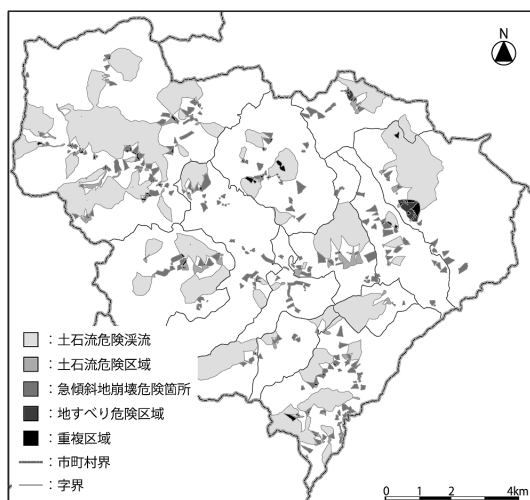 N
：土石流危険渓流
：土石流危険区域
：急傾斜地崩壊危険箇所
：地すべり危険区域
：重複区域
：市町村界
：字界
0 1 2 4km